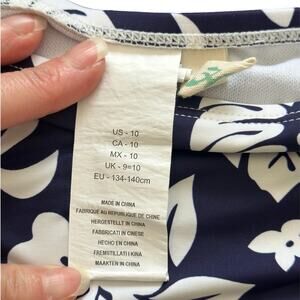 US - 10
CA - 10
MX - 10
UK - 9=10
EU - 134-140cm
MADE IN CHINA
FABRIQUÉ AU REPUBLIQUE DE CHINE
HERGESTELLT IN CHINA
FABBRICATI IN CINESE
HECHO EN CHINA
FREMSTILLATI I KINA
MAAKTEN IN CHINA